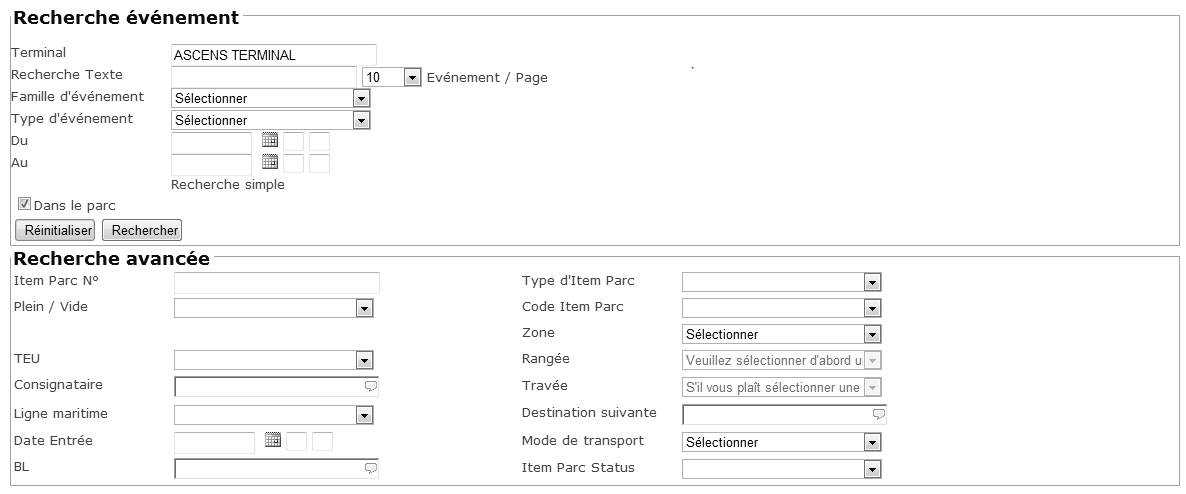 Recherche événement
Terminal ASCENS TERMINAL
Recherche Texte 10 Evénement / Page
Famille d'événement Sélectionner
Type d'événement Sélectionner
Du
Au
Recherche simple
Dans le parc
Réinitialiser Rechercher
Recherche avancée
Item Parc N° Type d'Item Parc
Plein / Vide Code Item Parc
Zone Sélectionner
TEU Rangée Veuillez sélectionner d'abord u
Consignataire Travée S'il vous plaît sélectionner une
Ligne maritime Destination suivante
Date Entrée Mode de transport Sélectionner
BL Item Parc Status